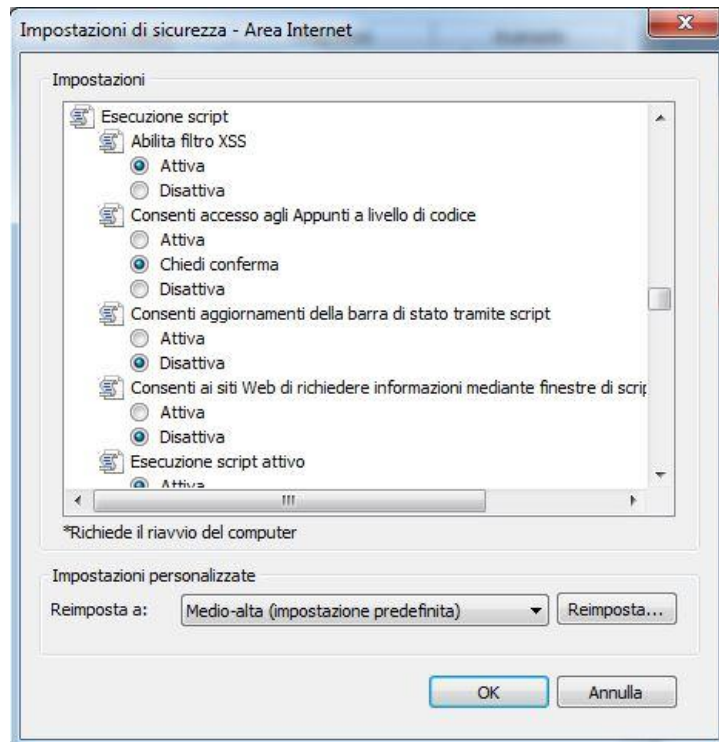 Impostazioni di sicurezza - Area Internet
Impostazioni
Esecuzione script
Abilita filtro XSS
Attiva
Disattiva
Consenti accesso agli Appunti a livello di codice
Attiva
Chiedi conferma
Disattiva
Consenti aggiornamenti della barra di stato tramite script
Attiva
Disattiva
Consenti ai siti Web di richiedere informazioni mediante finestre di scrip
Attiva
Disattiva
Esecuzione script attivo
Attiva
*Richiede il riavvio del computer
Impostazioni personalizzate
Reimposta a: Medio-alta (impostazione predefinita) Reimposta...
OK Annulla